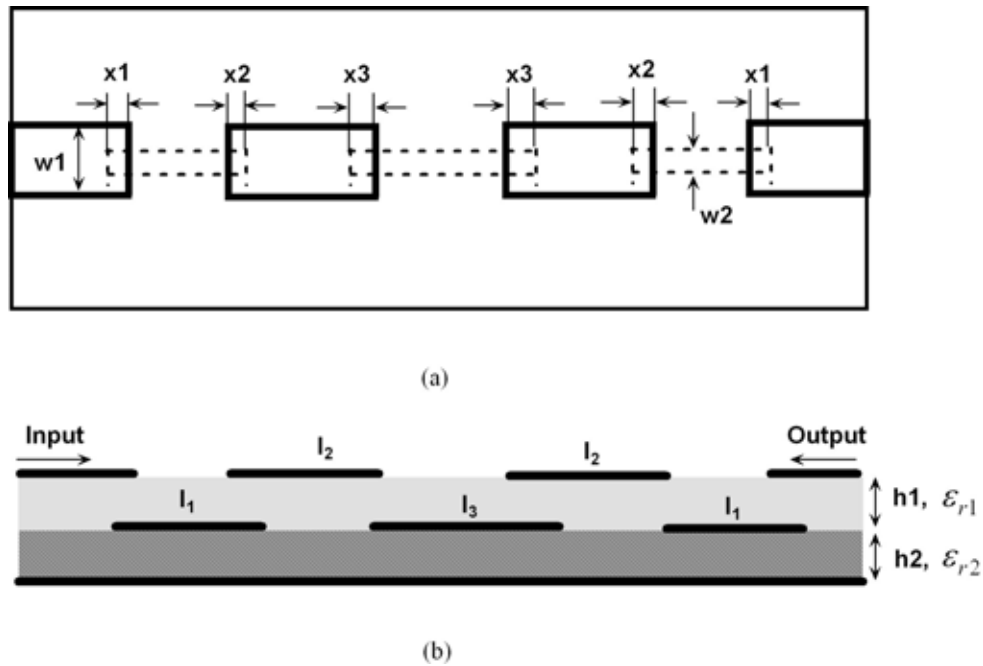 x1 x2 x3 x3 x2 x1
w1
w2
(a)
Input Output
l₂ l₂
l₁ l₃ l₁
h1, εr1
h2, εr2
(b)